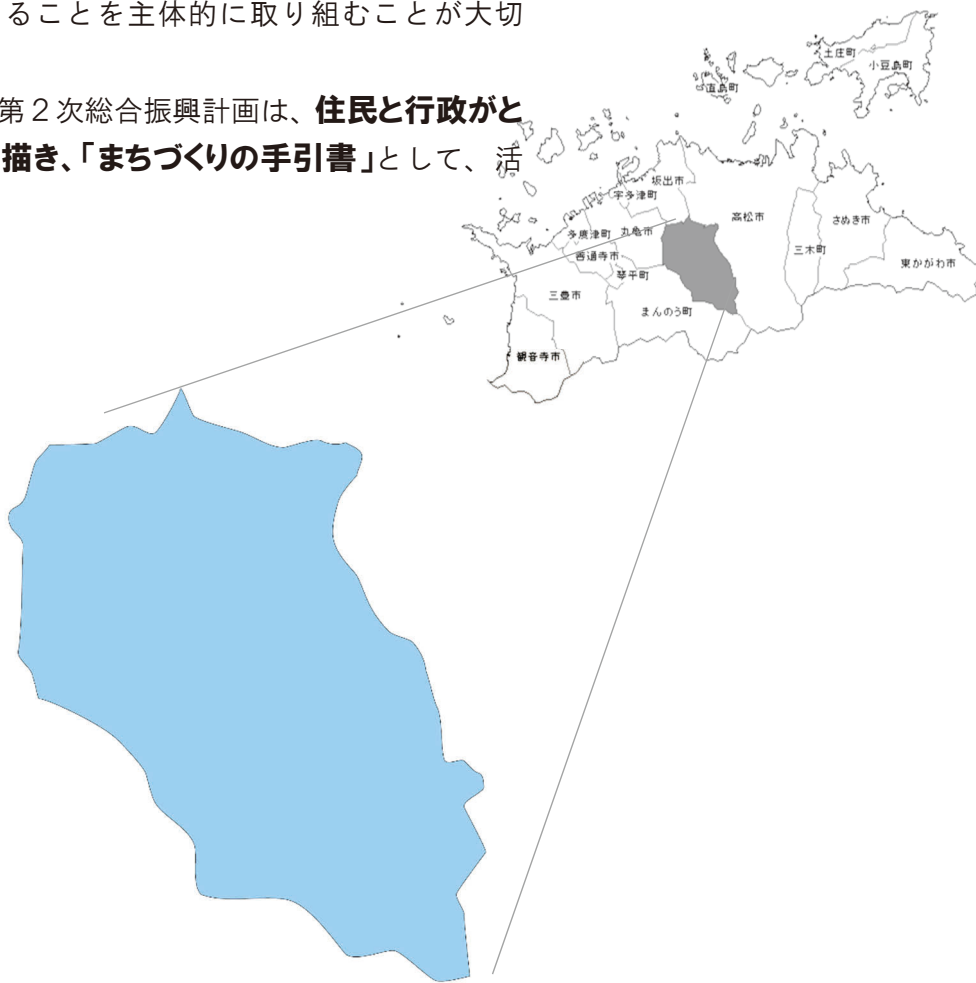 ることを主体的に取り組むことが大切
第２次総合振興計画は、住民と行政がと
描き、「まちづくりの手引書」として、活
土庄町
小豆島町
直島町
坂出市
宇多津町
高松市
さぬき市
多度津町
丸亀市
三木町
善通寺市
東かがわ市
琴平町
三豊市
まんのう町
観音寺市